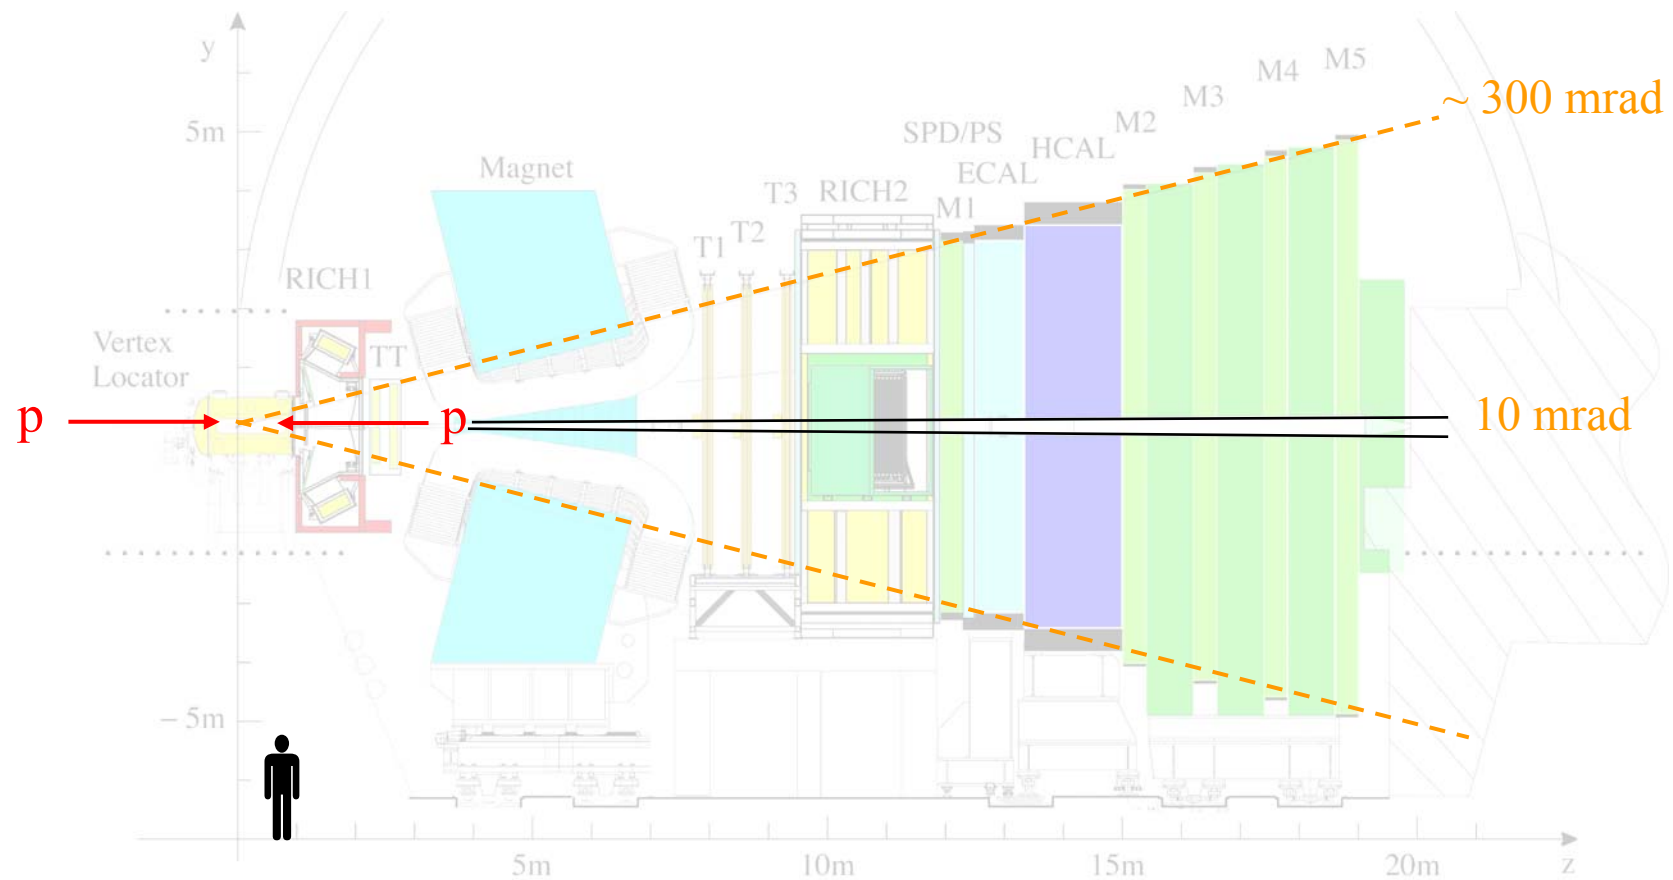 y
5m
Magnet
SPD/PS
ECAL
HCAL
M1
M2
M3
M4
M5
~ 300 mrad
T1
T2
T3
RICH2
RICH1
TT
Vertex
Locator
p
p
10 mrad
− 5m
5m
10m
15m
20m
z